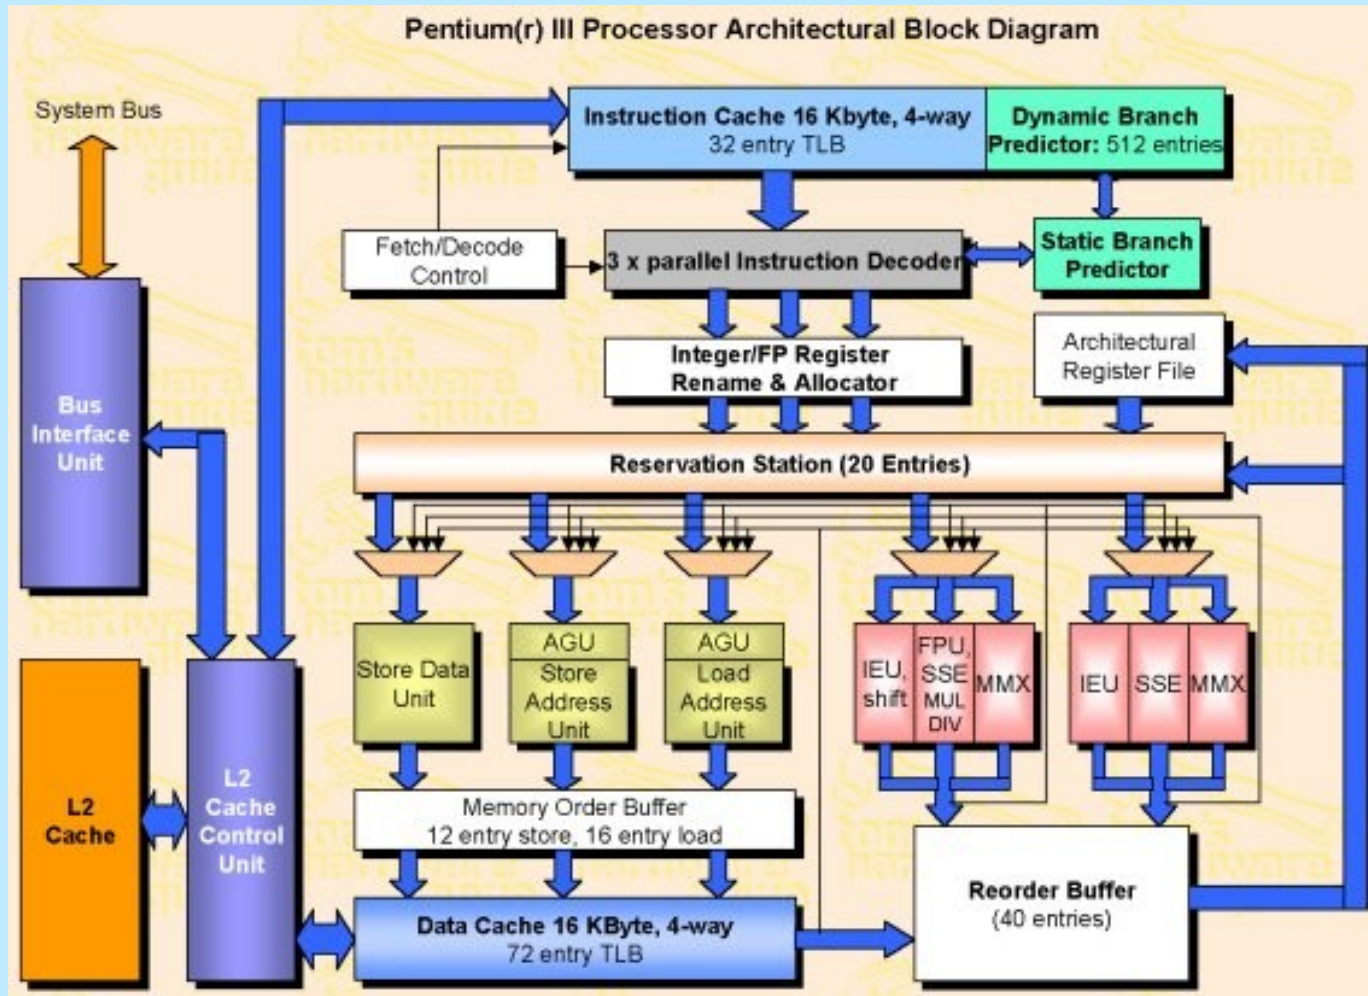 Pentium(r) III Processor Architectural Block Diagram
System Bus
Instruction Cache 16 Kbyte, 4-way
32 entry TLB
Dynamic Branch
Predictor: 512 entries
Fetch/Decode
Control
3 x parallel Instruction Decoder
Static Branch
Predictor
Integer/FP Register
Rename & Allocator
Architectural
Register File
Bus
Interface
Unit
Reservation Station (20 Entries)
Store Data
Unit
AGU
Store
Address
Unit
AGU
Load
Address
Unit
IEU,
shift
FPU,
SSE
MUL
DIV
MMX
IEU
SSE
MMX
L2
Cache
L2
Cache
Control
Unit
Memory Order Buffer
12 entry store, 16 entry load
Data Cache 16 KByte, 4-way
72 entry TLB
Reorder Buffer
(40 entries)
tom's
hardware
guide